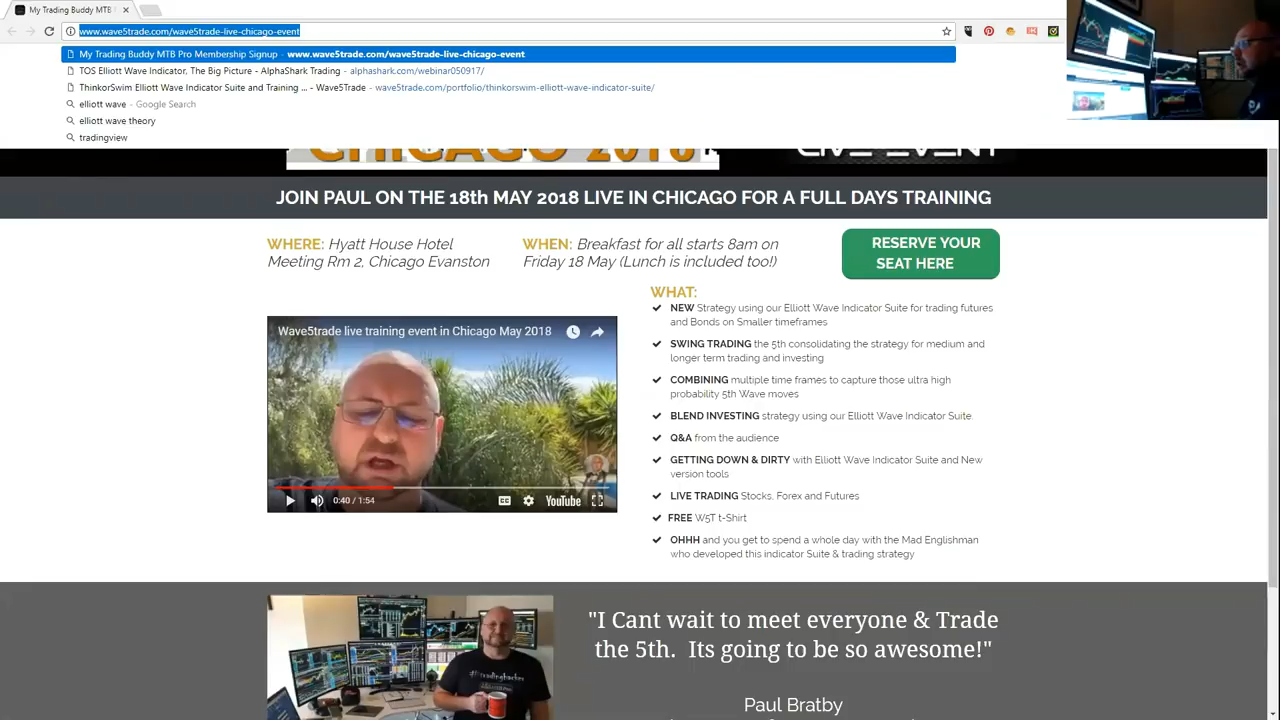 My Trading Buddy MTB
www.wave5trade.com/wave5trade-live-chicago-event
My Trading Buddy MTB Pro Membership Signup - www.wave5trade.com/wave5trade-live-chicago-event
TOS Elliott Wave Indicator, The Big Picture - AlphaShark Trading - alphashark.com/webinar050917/
ThinkorSwim Elliott Wave Indicator Suite and Training ... - Wave5Trade - wave5trade.com/portfolio/thinkorswim-elliott-wave-indicator-suite/
elliott wave - Google Search
elliott wave theory
tradingview
CHICAGO 2018 LIVE EVENT
JOIN PAUL ON THE 18th MAY 2018 LIVE IN CHICAGO FOR A FULL DAYS TRAINING
WHERE: Hyatt House Hotel
Meeting Rm 2, Chicago Evanston
WHEN: Breakfast for all starts 8am on
Friday 18 May (Lunch is included too!)
RESERVE YOUR
SEAT HERE
Wave5trade live training event in Chicago May 2018
0:40 / 1:54
CC
YouTube
WHAT:
NEW Strategy using our Elliott Wave Indicator Suite for trading futures
and Bonds on Smaller timeframes
SWING TRADING the 5th consolidating the strategy for medium and
longer term trading and investing
COMBINING multiple time frames to capture those ultra high
probability 5th Wave moves
BLEND INVESTING strategy using our Elliott Wave Indicator Suite.
Q&A from the audience
GETTING DOWN & DIRTY with Elliott Wave Indicator Suite and New
version tools
LIVE TRADING Stocks, Forex and Futures
FREE W5T t-Shirt
OHHH and you get to spend a whole day with the Mad Englishman
who developed this indicator Suite & trading strategy
"I Cant wait to meet everyone & Trade
the 5th. Its going to be so awesome!"
Paul Bratby